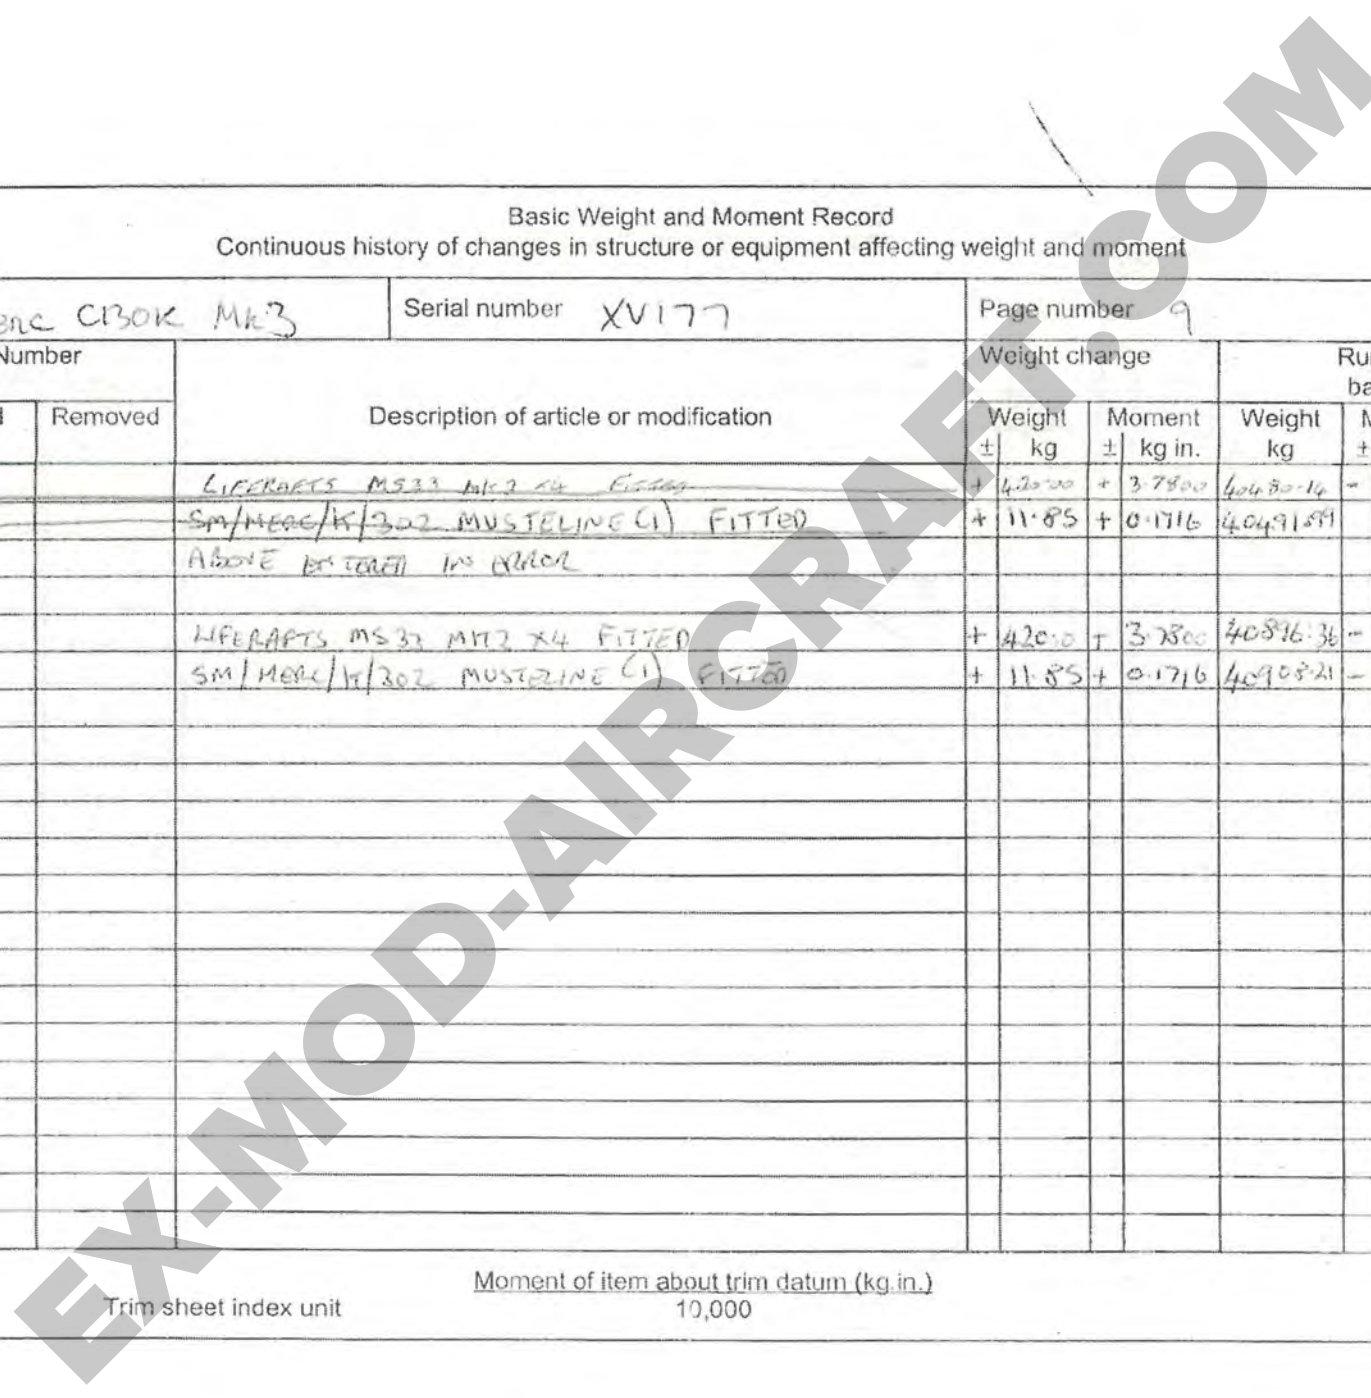 Basic Weight and Moment Record
Continuous history of changes in structure or equipment affecting weight and moment
C130K Mk3 Serial number XV177 Page number 9
Number Weight change Ru
ba
Removed Description of article or modification Weight Moment Weight M
± kg ± kg in. kg ±
LIFERAFTS MS33 MK2 X4 FITTED + 420.00 + 3.7800 40480.14 -
SM/HERC/K/302 MUSTELINE (1) FITTED + 11.85 + 0.1716 40491.99
ABOVE ENTERED IN ERROR
LIFERAFTS MS33 MK2 X4 FITTED + 420.0 + 3.7800 40896.36 -
SM/HERC/K/302 MUSTELINE (1) FITTED + 11.85 + 0.1716 40908.21 -
Moment of item about trim datum (kg.in.)
Trim sheet index unit 10,000
EX-MOD-AIRCRAFT.COM